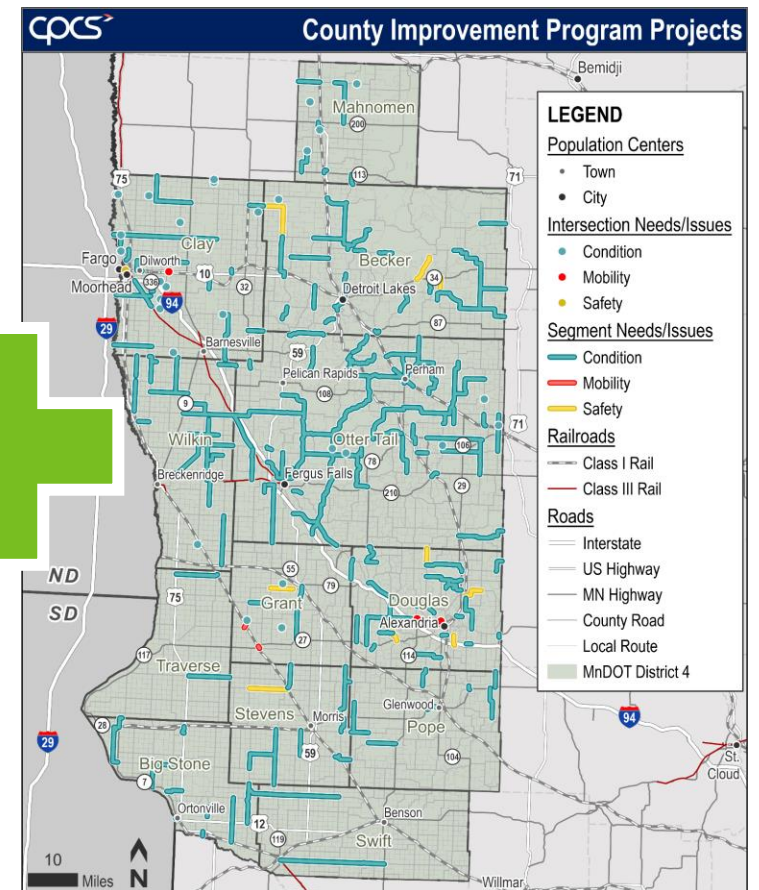 cpcs
County Improvement Program Projects
Bemidji
Mahnomen
200
113
71
75
Clay
Becker
Fargo
Dilworth
10
Moorhead
336
32
94
34
Detroit Lakes
29
87
Barnesville
59
Pelican Rapids
Perham
108
9
71
Wilkin
Otter Tail
106
78
Breckenridge
Fergus Falls
29
210
55
ND
SD
75
79
Grant
Douglas
Alexandria
27
114
117
Traverse
Stevens
Glenwood
Morris
Pope
28
94
29
59
104
Big Stone
St.
Cloud
7
Ortonville
12
Benson
119
Swift
Willmar
10
Miles
N
LEGEND
Population Centers
Town
City
Intersection Needs/Issues
Condition
Mobility
Safety
Segment Needs/Issues
Condition
Mobility
Safety
Railroads
Class I Rail
Class III Rail
Roads
Interstate
US Highway
MN Highway
County Road
Local Route
MnDOT District 4